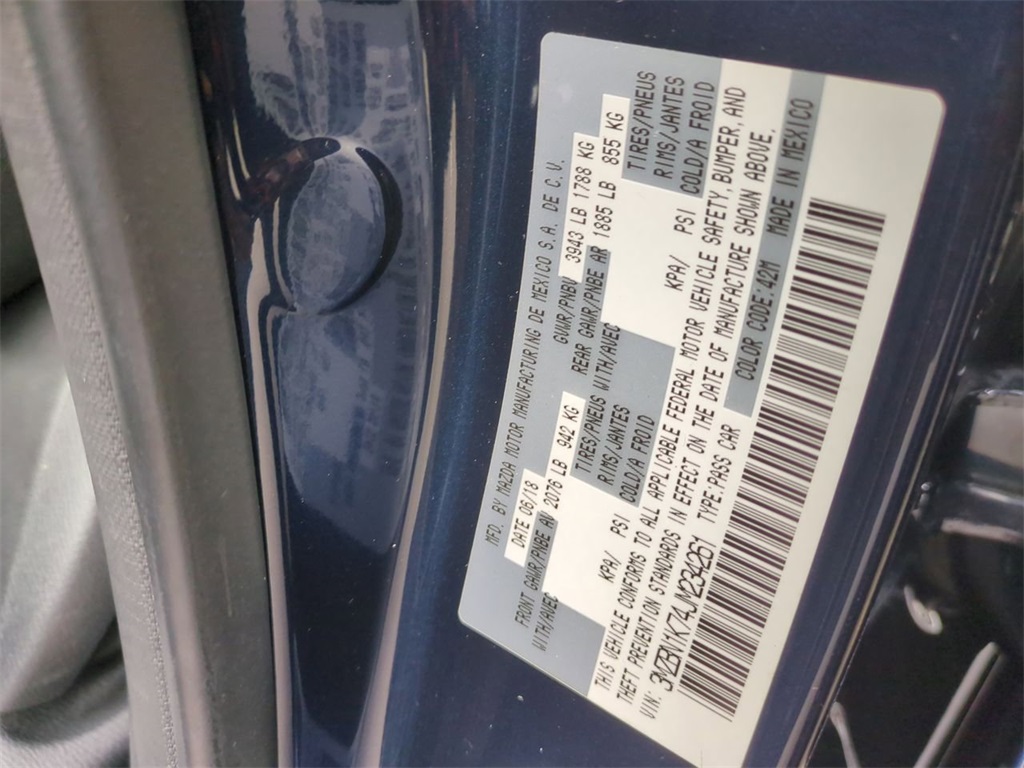 MFD. BY MAZDA MOTOR MANUFACTURING DE MEXICO S.A. DE C.V.
DATE 06/18 GVWR/PNBV 3943 LB 1788 KG
FRONT GAWR/PNBE AV 2076 LB 942 KG REAR GAWR/PNBE AR 1885 LB 855 KG
WITH/AVEC TIRES/PNEUS WITH/AVEC TIRES/PNEUS
RIMS/JANTES RIMS/JANTES
KPA/ PSI COLD/A FROID KPA/ PSI COLD/A FROID
THIS VEHICLE CONFORMS TO ALL APPLICABLE FEDERAL MOTOR VEHICLE SAFETY, BUMPER, AND
THEFT PREVENTION STANDARDS IN EFFECT ON THE DATE OF MANUFACTURE SHOWN ABOVE.
VIN: 3MZBN1K74JM234261 TYPE:PASS CAR COLOR CODE:42M MADE IN MEXICO